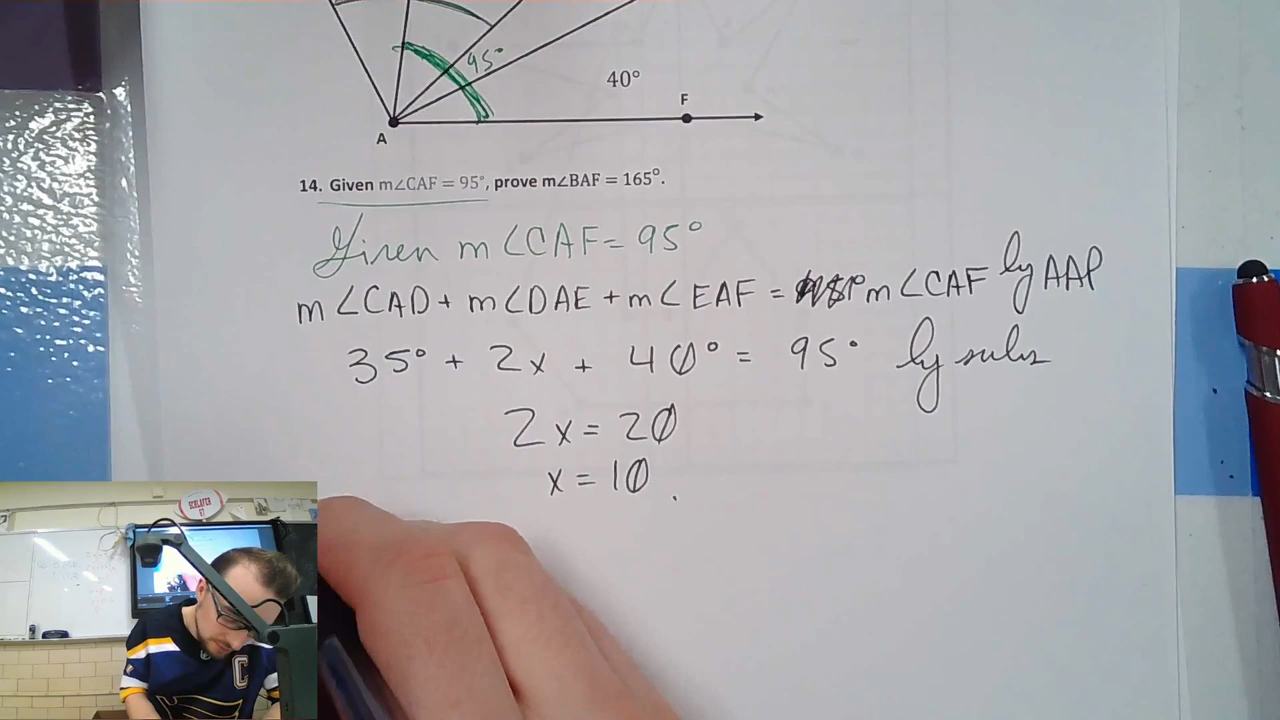 95°
40°
F
A
14. Given m∠CAF = 95°, prove m∠BAF = 165°.
Given m∠CAF = 95°
m∠CAD + m∠DAE + m∠EAF = m∠CAF by AAP
35° + 2x + 40° = 95° by subs
2x = 20
x = 10
SCHLAFER
C